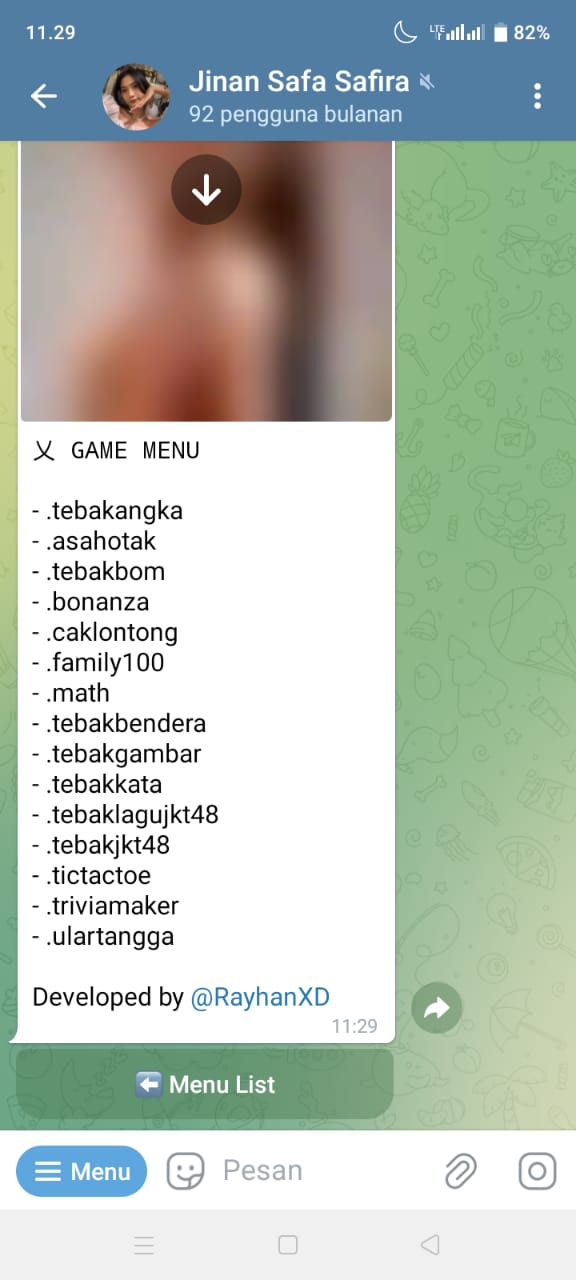 11.29
LTE
82%
Jinan Safa Safira
92 pengguna bulanan
乂 GAME MENU
- .tebakangka
- .asahotak
- .tebakbom
- .bonanza
- .caklontong
- .family100
- .math
- .tebakbendera
- .tebakgambar
- .tebakkata
- .tebaklagujkt48
- .tebakjkt48
- .tictactoe
- .triviamaker
- .ulartangga
Developed by @RayhanXD
11:29
Menu List
Menu
Pesan